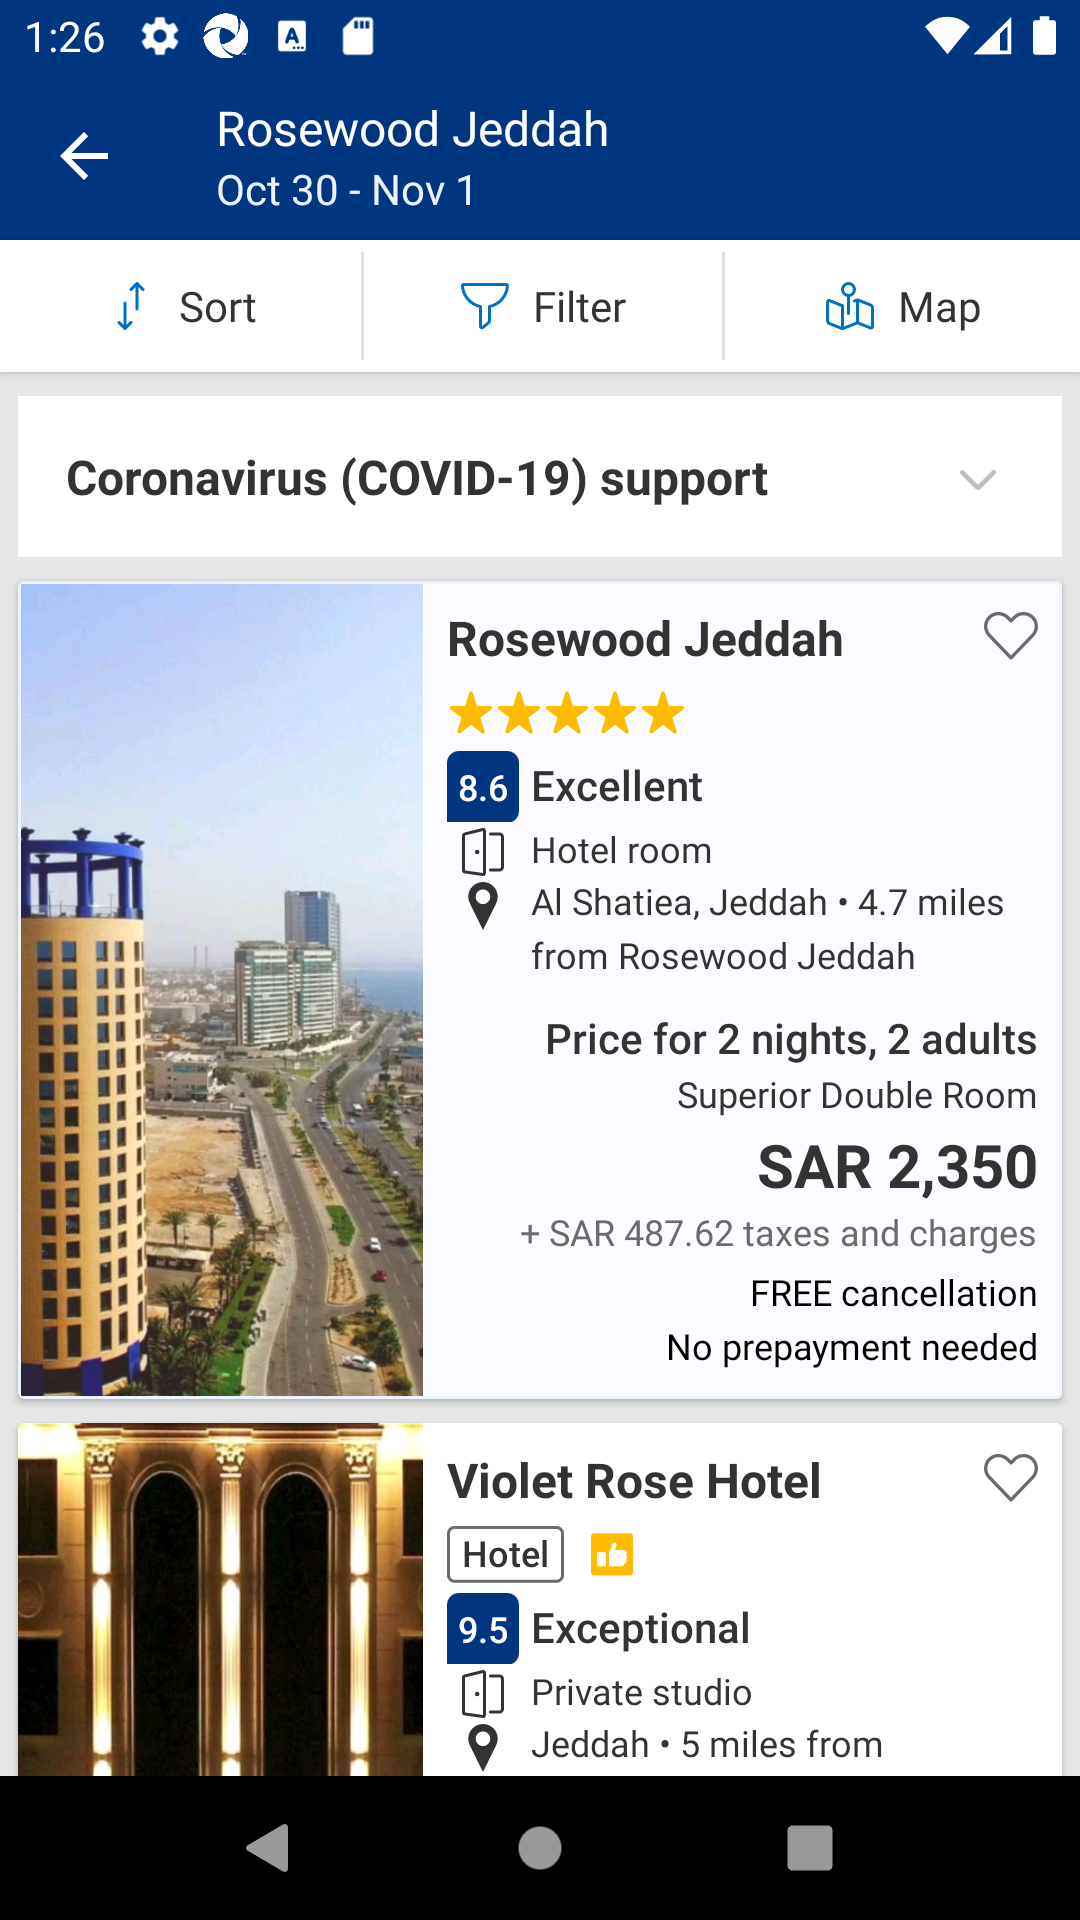 1:26
Rosewood Jeddah
Oct 30 - Nov 1
Sort
Filter
Map
Coronavirus (COVID-19) support
Rosewood Jeddah
8.6 Excellent
Hotel room
Al Shatiea, Jeddah • 4.7 miles
from Rosewood Jeddah
Price for 2 nights, 2 adults
Superior Double Room
SAR 2,350
+ SAR 487.62 taxes and charges
FREE cancellation
No prepayment needed
Violet Rose Hotel
Hotel
9.5 Exceptional
Private studio
Jeddah • 5 miles from